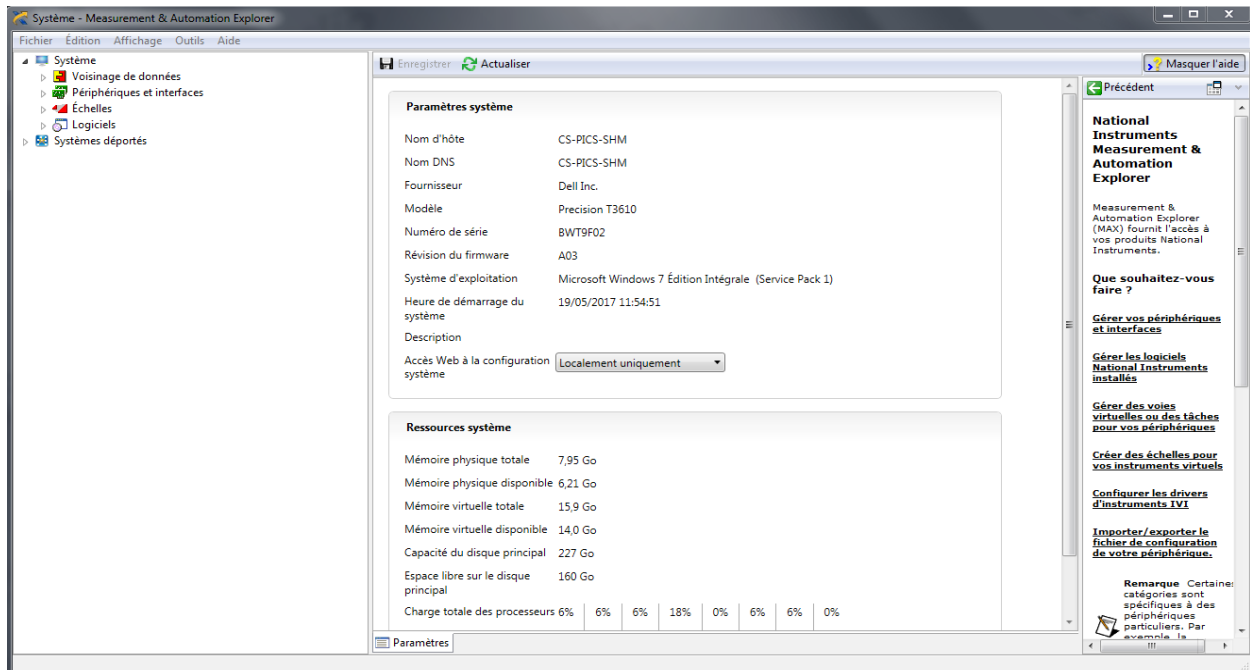 Système - Measurement & Automation Explorer
Fichier Édition Affichage Outils Aide
Système
Voisinage de données
Périphériques et interfaces
Échelles
Logiciels
Systèmes déportés
Enregistrer Actualiser
Masquer l'aide
Paramètres système
Nom d'hôte CS-PICS-SHM
Nom DNS CS-PICS-SHM
Fournisseur Dell Inc.
Modèle Precision T3610
Numéro de série BWT9F02
Révision du firmware A03
Système d'exploitation Microsoft Windows 7 Édition Intégrale (Service Pack 1)
Heure de démarrage du 19/05/2017 11:54:51
système
Description
Accès Web à la configuration Localement uniquement
système
Ressources système
Mémoire physique totale 7,95 Go
Mémoire physique disponible 6,21 Go
Mémoire virtuelle totale 15,9 Go
Mémoire virtuelle disponible 14,0 Go
Capacité du disque principal 227 Go
Espace libre sur le disque 160 Go
principal
Charge totale des processeurs 6% 6% 6% 18% 0% 6% 6% 0%
Paramètres
Précédent
National
Instruments
Measurement &
Automation
Explorer
Measurement &
Automation Explorer
(MAX) fournit l'accès à
vos produits National
Instruments.
Que souhaitez-vous
faire ?
Gérer vos périphériques
et interfaces
Gérer les logiciels
National Instruments
installés
Gérer des voies
virtuelles ou des tâches
pour vos périphériques
Créer des échelles pour
vos instruments virtuels
Configurer les drivers
d'instruments IVI
Importer/exporter le
fichier de configuration
de votre périphérique.
Remarque Certaines
catégories sont
spécifiques à des
périphériques
particuliers. Par
exemple, la